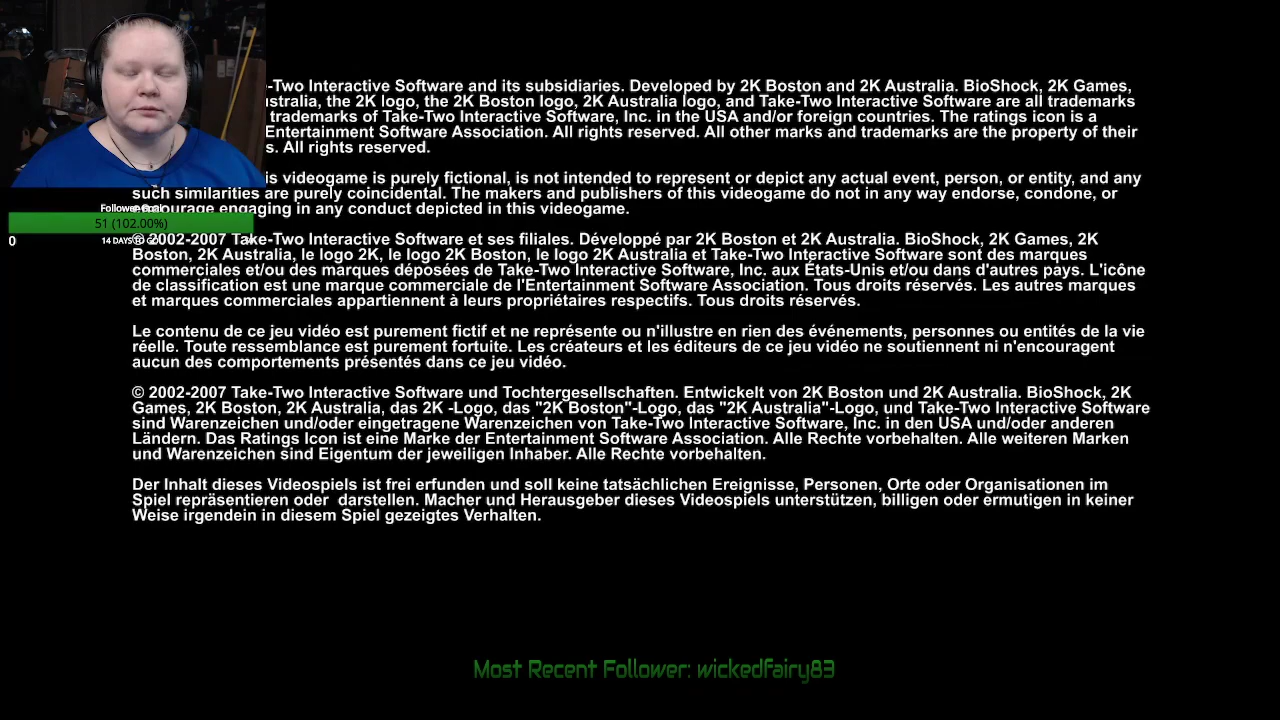 -Two Interactive Software and its subsidiaries. Developed by 2K Boston and 2K Australia. BioShock, 2K Games,
ustralia, the 2K logo, the 2K Boston logo, 2K Australia logo, and Take-Two Interactive Software are all trademarks
trademarks of Take-Two Interactive Software, Inc. in the USA and/or foreign countries. The ratings icon is a
Entertainment Software Association. All rights reserved. All other marks and trademarks are the property of their
s. All rights reserved.
is videogame is purely fictional, is not intended to represent or depict any actual event, person, or entity, and any
such similarities are purely coincidental. The makers and publishers of this videogame do not in any way endorse, condone, or
encourage engaging in any conduct depicted in this videogame.
Follower Goal
51 (102.00%)
0
14 DAYS TO GO
© 2002-2007 Take-Two Interactive Software et ses filiales. Développé par 2K Boston et 2K Australia. BioShock, 2K Games, 2K
Boston, 2K Australia, le logo 2K, le logo 2K Boston, le logo 2K Australia et Take-Two Interactive Software sont des marques
commerciales et/ou des marques déposées de Take-Two Interactive Software, Inc. aux États-Unis et/ou dans d'autres pays. L'icône
de classification est une marque commerciale de l'Entertainment Software Association. Tous droits réservés. Les autres marques
et marques commerciales appartiennent à leurs propriétaires respectifs. Tous droits réservés.
Le contenu de ce jeu vidéo est purement fictif et ne représente ou n'illustre en rien des événements, personnes ou entités de la vie
réelle. Toute ressemblance est purement fortuite. Les créateurs et les éditeurs de ce jeu vidéo ne soutiennent ni n'encouragent
aucun des comportements présentés dans ce jeu vidéo.
© 2002-2007 Take-Two Interactive Software und Tochtergesellschaften. Entwickelt von 2K Boston und 2K Australia. BioShock, 2K
Games, 2K Boston, 2K Australia, das 2K -Logo, das "2K Boston"-Logo, das "2K Australia"-Logo, und Take-Two Interactive Software
sind Warenzeichen und/oder eingetragene Warenzeichen von Take-Two Interactive Software, Inc. in den USA und/oder anderen
Ländern. Das Ratings Icon ist eine Marke der Entertainment Software Association. Alle Rechte vorbehalten. Alle weiteren Marken
und Warenzeichen sind Eigentum der jeweiligen Inhaber. Alle Rechte vorbehalten.
Der Inhalt dieses Videospiels ist frei erfunden und soll keine tatsächlichen Ereignisse, Personen, Orte oder Organisationen im
Spiel repräsentieren oder darstellen. Macher und Herausgeber dieses Videospiels unterstützen, billigen oder ermutigen in keiner
Weise irgendein in diesem Spiel gezeigtes Verhalten.
Most Recent Follower: wickedfairy83